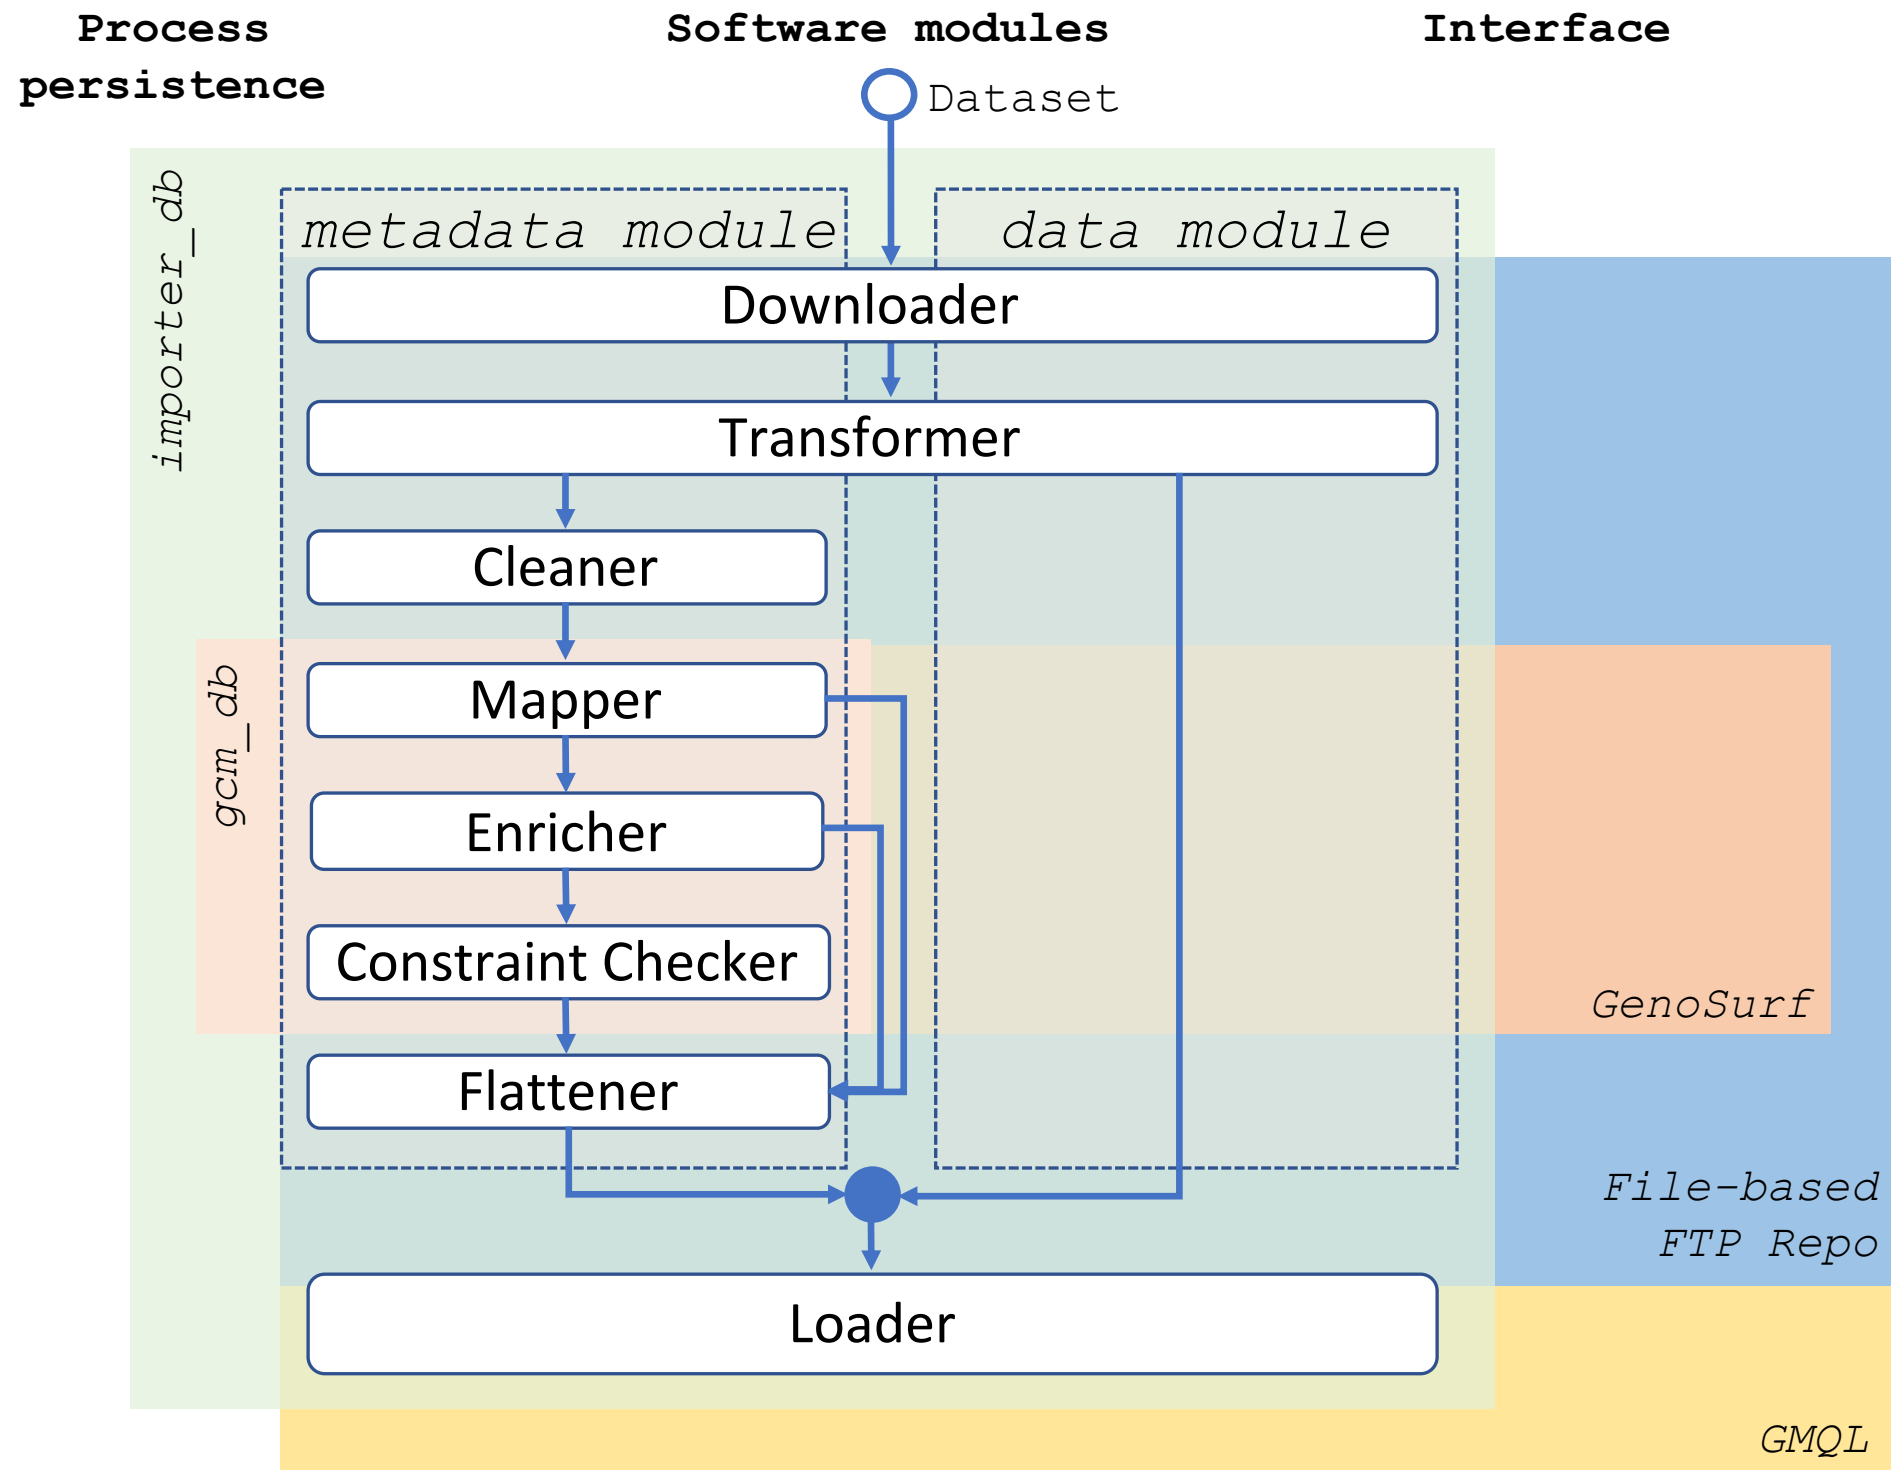 Process
persistence
Software modules
Interface
Dataset
importer_db
metadata module
data module
Downloader
Transformer
Cleaner
gcm_db
Mapper
Enricher
Constraint Checker
GenoSurf
Flattener
File-based
FTP Repo
Loader
GMQL